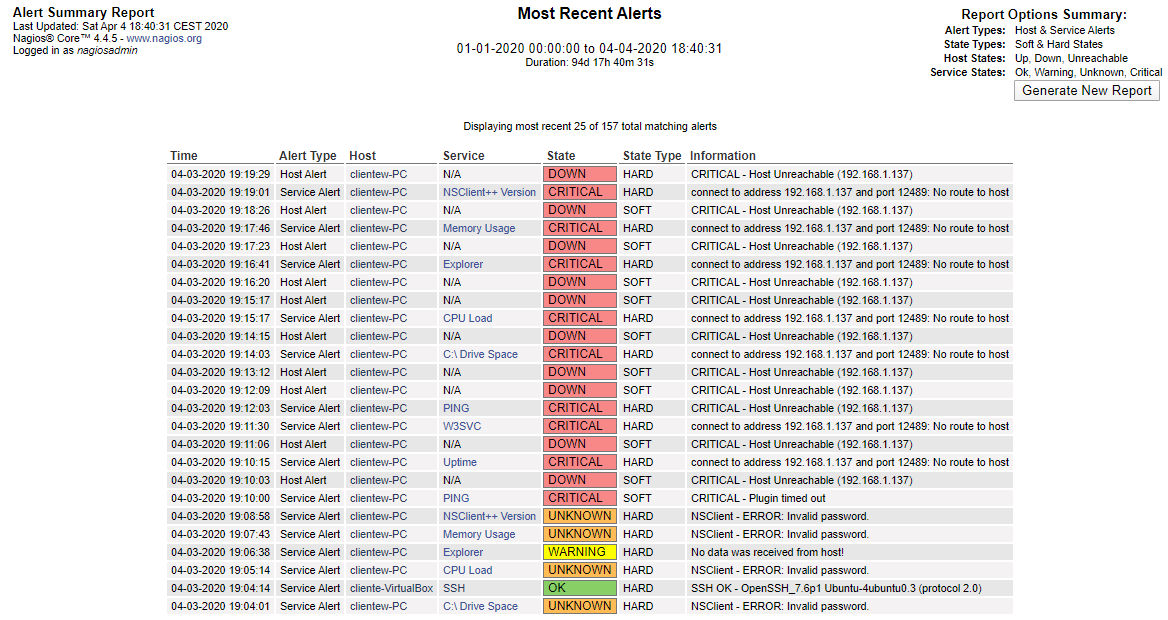 Alert Summary Report
Last Updated: Sat Apr 4 18:40:31 CEST 2020
Nagios® Core™ 4.4.5 - www.nagios.org
Logged in as nagiosadmin
Most Recent Alerts
01-01-2020 00:00:00 to 04-04-2020 18:40:31
Duration: 94d 17h 40m 31s
Report Options Summary:
Alert Types: Host & Service Alerts
State Types: Soft & Hard States
Host States: Up, Down, Unreachable
Service States: Ok, Warning, Unknown, Critical
Generate New Report
Displaying most recent 25 of 157 total matching alerts
Time Alert Type Host Service State State Type Information
04-03-2020 19:19:29 Host Alert clientew-PC N/A DOWN HARD CRITICAL - Host Unreachable (192.168.1.137)
04-03-2020 19:19:01 Service Alert clientew-PC NSClient++ Version CRITICAL HARD connect to address 192.168.1.137 and port 12489: No route to host
04-03-2020 19:18:26 Host Alert clientew-PC N/A DOWN SOFT CRITICAL - Host Unreachable (192.168.1.137)
04-03-2020 19:17:46 Service Alert clientew-PC Memory Usage CRITICAL HARD connect to address 192.168.1.137 and port 12489: No route to host
04-03-2020 19:17:23 Host Alert clientew-PC N/A DOWN SOFT CRITICAL - Host Unreachable (192.168.1.137)
04-03-2020 19:16:41 Service Alert clientew-PC Explorer CRITICAL HARD connect to address 192.168.1.137 and port 12489: No route to host
04-03-2020 19:16:20 Host Alert clientew-PC N/A DOWN SOFT CRITICAL - Host Unreachable (192.168.1.137)
04-03-2020 19:15:17 Host Alert clientew-PC N/A DOWN SOFT CRITICAL - Host Unreachable (192.168.1.137)
04-03-2020 19:15:17 Service Alert clientew-PC CPU Load CRITICAL HARD connect to address 192.168.1.137 and port 12489: No route to host
04-03-2020 19:14:15 Host Alert clientew-PC N/A DOWN SOFT CRITICAL - Host Unreachable (192.168.1.137)
04-03-2020 19:14:03 Service Alert clientew-PC C:\ Drive Space CRITICAL HARD connect to address 192.168.1.137 and port 12489: No route to host
04-03-2020 19:13:12 Host Alert clientew-PC N/A DOWN SOFT CRITICAL - Host Unreachable (192.168.1.137)
04-03-2020 19:12:09 Host Alert clientew-PC N/A DOWN SOFT CRITICAL - Host Unreachable (192.168.1.137)
04-03-2020 19:12:03 Service Alert clientew-PC PING CRITICAL HARD CRITICAL - Host Unreachable (192.168.1.137)
04-03-2020 19:11:30 Service Alert clientew-PC W3SVC CRITICAL HARD connect to address 192.168.1.137 and port 12489: No route to host
04-03-2020 19:11:06 Host Alert clientew-PC N/A DOWN SOFT CRITICAL - Host Unreachable (192.168.1.137)
04-03-2020 19:10:15 Service Alert clientew-PC Uptime CRITICAL HARD connect to address 192.168.1.137 and port 12489: No route to host
04-03-2020 19:10:03 Host Alert clientew-PC N/A DOWN SOFT CRITICAL - Host Unreachable (192.168.1.137)
04-03-2020 19:10:00 Service Alert clientew-PC PING CRITICAL SOFT CRITICAL - Plugin timed out
04-03-2020 19:08:58 Service Alert clientew-PC NSClient++ Version UNKNOWN HARD NSClient - ERROR: Invalid password.
04-03-2020 19:07:43 Service Alert clientew-PC Memory Usage UNKNOWN HARD NSClient - ERROR: Invalid password.
04-03-2020 19:06:38 Service Alert clientew-PC Explorer WARNING HARD No data was received from host!
04-03-2020 19:05:14 Service Alert clientew-PC CPU Load UNKNOWN HARD NSClient - ERROR: Invalid password.
04-03-2020 19:04:14 Service Alert cliente-VirtualBox SSH OK HARD SSH OK - OpenSSH_7.6p1 Ubuntu-4ubuntu0.3 (protocol 2.0)
04-03-2020 19:04:01 Service Alert clientew-PC C:\ Drive Space UNKNOWN HARD NSClient - ERROR: Invalid password.